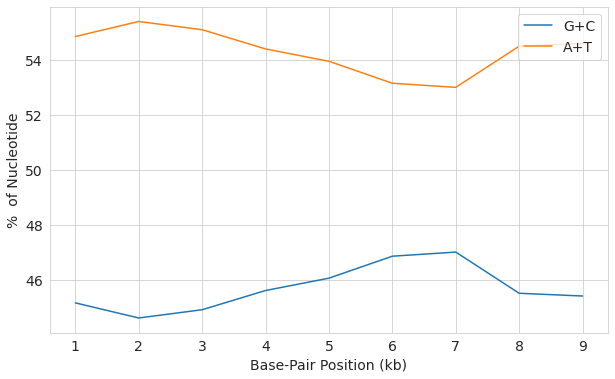 G+C
A+T
54
52
50
48
46
% of Nucleotide
1 2 3 4 5 6 7 8 9
Base-Pair Position (kb)